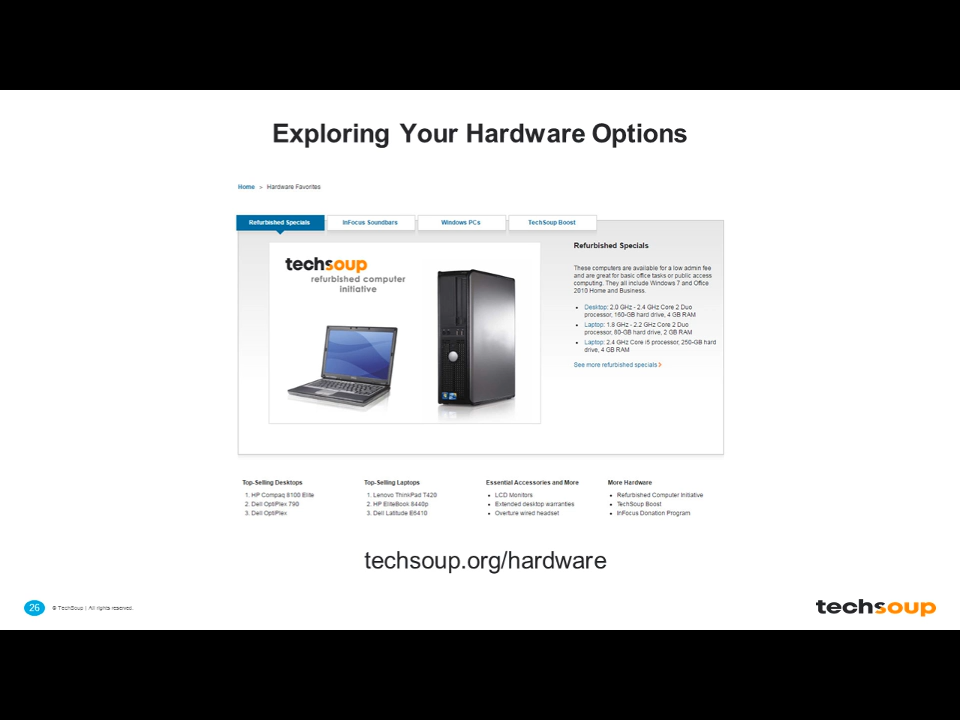 Exploring Your Hardware Options
Home > Hardware Favorites
Refurbished Specials
InFocus Soundbars
Windows PCs
TechSoup Boost
techsoup
refurbished computer
initiative
Refurbished Specials
These computers are available for a low admin fee
and are great for basic office tasks or public access
computing. They all include Windows 7 and Office
2010 Home and Business.
• Desktop: 2.0 GHz - 2.4 GHz Core 2 Duo
processor, 160-GB hard drive, 4 GB RAM
• Laptop: 1.8 GHz - 2.2 GHz Core 2 Duo
processor, 80-GB hard drive, 2 GB RAM
• Laptop: 2.4 GHz Core i5 processor, 250-GB hard
drive, 4 GB RAM
See more refurbished specials >
Top-Selling Desktops
1. HP Compaq 8100 Elite
2. Dell OptiPlex 790
3. Dell OptiPlex
Top-Selling Laptops
1. Lenovo ThinkPad T420
2. HP EliteBook 8440p
3. Dell Latitude E6410
Essential Accessories and More
• LCD Monitors
• Extended desktop warranties
• Overture wired headset
More Hardware
• Refurbished Computer Initiative
• TechSoup Boost
• InFocus Donation Program
techsoup.org/hardware
26
© TechSoup | All rights reserved.
techsoup